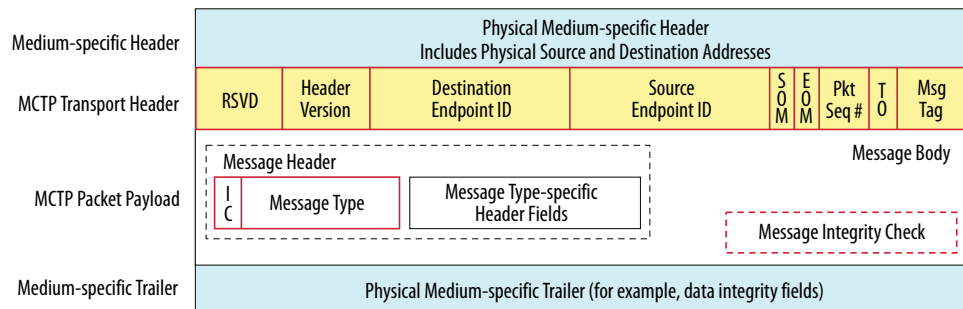 Medium-specific Header
Physical Medium-specific Header
Includes Physical Source and Destination Addresses
MCTP Transport Header
RSVD
Header
Version
Destination
Endpoint ID
Source
Endpoint ID
S
O
M
E
O
M
Pkt
Seq #
T
O
Msg
Tag
MCTP Packet Payload
Message Header
Message Body
I
C
Message Type
Message Type-specific
Header Fields
Message Integrity Check
Medium-specific Trailer
Physical Medium-specific Trailer (for example, data integrity fields)